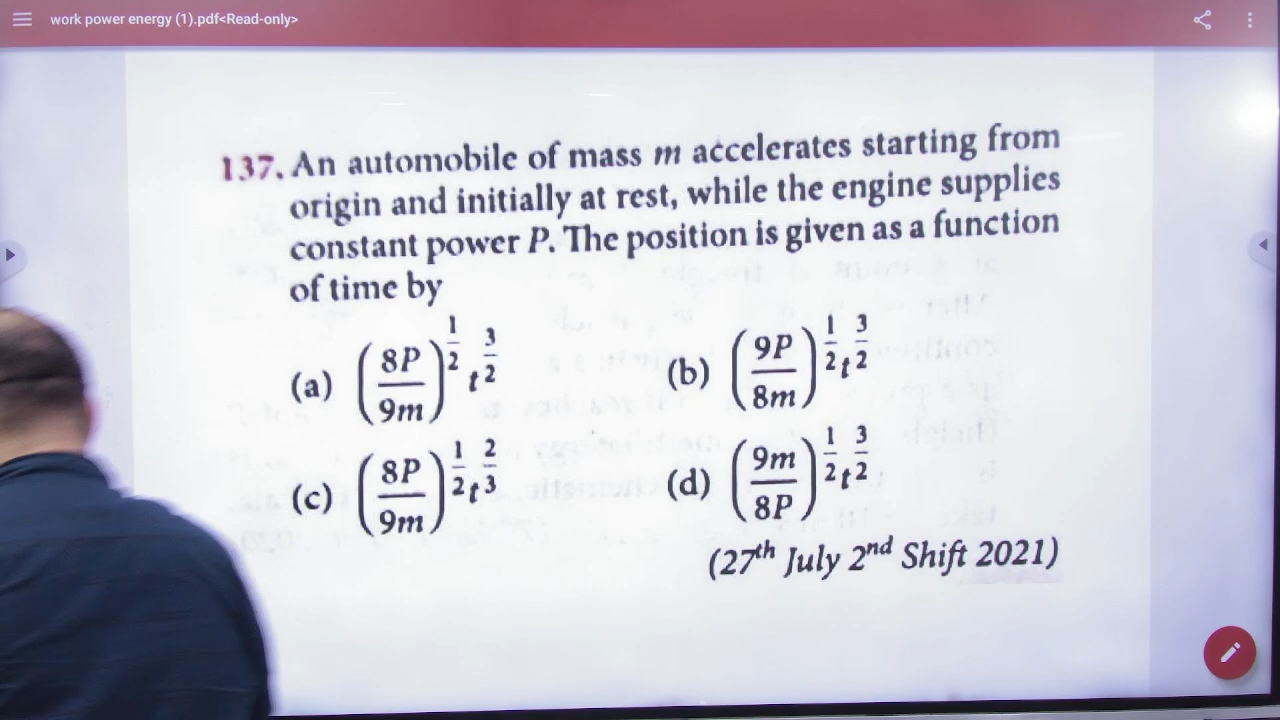 work power energy (1).pdf<Read-only>
137. An automobile of mass m accelerates starting from
origin and initially at rest, while the engine supplies
constant power P. The position is given as a function
of time by
(a) (8P/9m)^(1/2) t^(3/2) (b) (9P/8m)^(1/2) t^(3/2)
(c) (8P/9m)^(1/2) t^(2/3) (d) (9m/8P)^(1/2) t^(3/2)
(27th July 2nd Shift 2021)